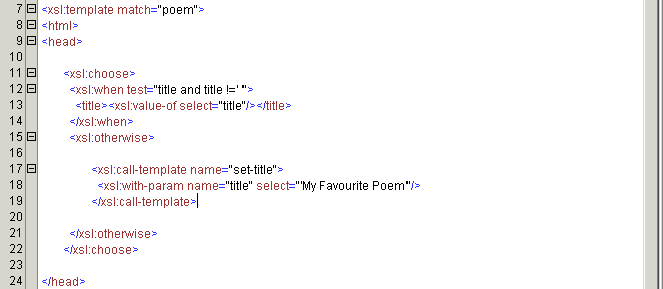 7 <xsl:template match="poem">
8 <html>
9 <head>
10
11 <xsl:choose>
12 <xsl:when test="title and title !=' '">
13 <title><xsl:value-of select="title"/></title>
14 </xsl:when>
15 <xsl:otherwise>
16
17 <xsl:call-template name="set-title">
18 <xsl:with-param name="title" select="'My Favourite Poem'"/>
19 </xsl:call-template>
20
21 </xsl:otherwise>
22 </xsl:choose>
23
24 </head>